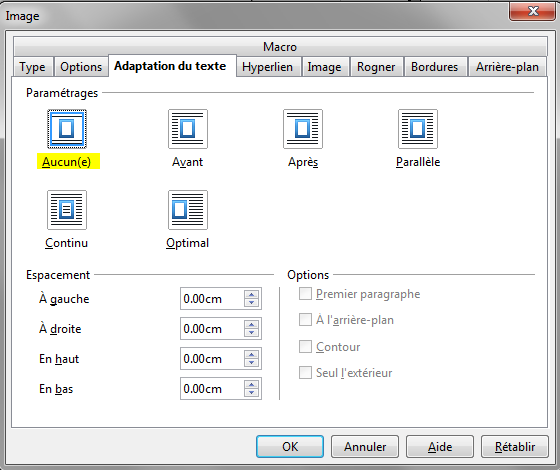 Image
Macro
Type Options Adaptation du texte Hyperlien Image Rogner Bordures Arrière-plan
Paramétrages
Aucun(e) Avant Après Parallèle
Continu Optimal
Espacement Options
À gauche 0.00cm Premier paragraphe
À droite 0.00cm À l'arrière-plan
En haut 0.00cm Contour
En bas 0.00cm Seul l'extérieur
OK Annuler Aide Rétablir